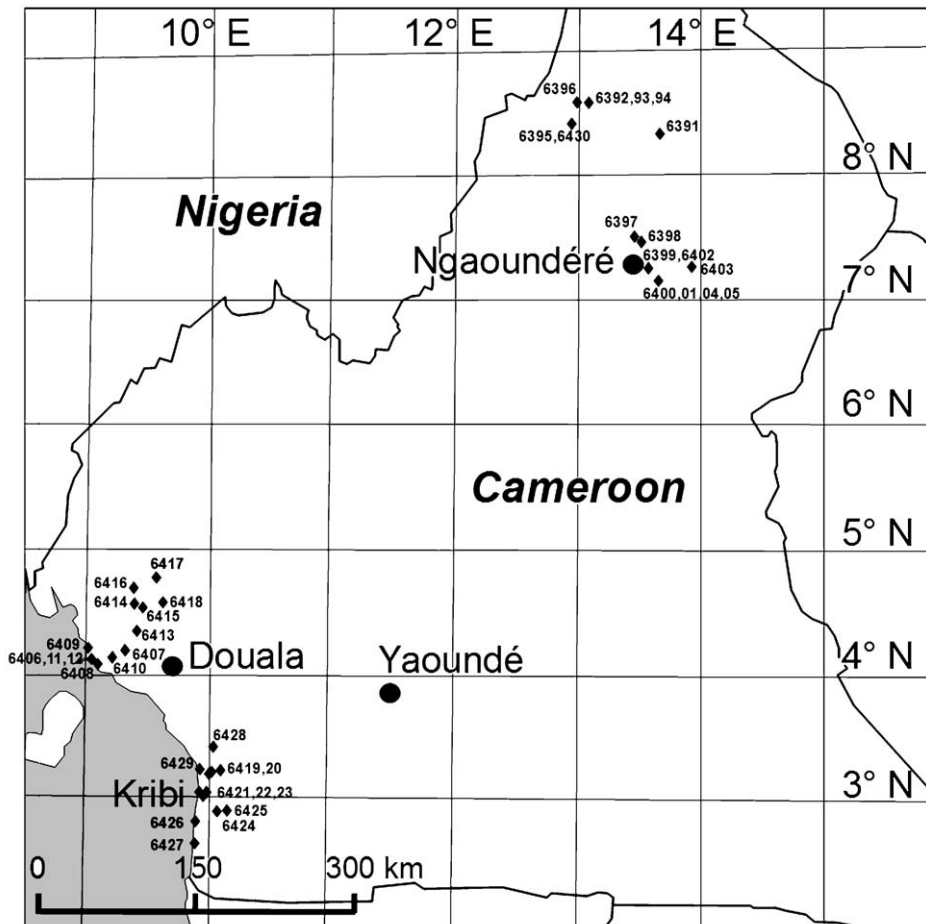 10° E 12° E 14° E
6396
6392,93,94
6395,6430
6391
8° N
Nigeria
6397
6398
Ngaoundéré
6399,6402
6403
6400,01,04,05
7° N
6° N
Cameroon
5° N
6417
6416
6414
6418
6415
6413
6409
6407
6406,11,12
6410
6408
Douala
Yaoundé
4° N
6428
6429
6419,20
Kribi
6421,22,23
3° N
6425
6426
6424
6427
0 150 300 km